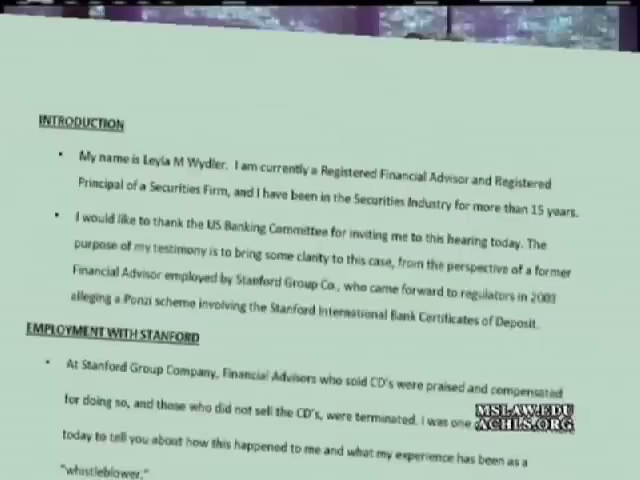 INTRODUCTION
• My name is Leyla M Wydler. I am currently a Registered Financial Advisor and Registered
Principal of a Securities Firm, and I have been in the Securities Industry for more than 15 years.
• I would like to thank the US Banking Committee for inviting me to this hearing today. The
purpose of my testimony is to bring some clarity to this case, from the perspective of a former
Financial Advisor employed by Stanford Group Co., who came forward to regulators in 2003
alleging a Ponzi scheme involving the Stanford International Bank Certificates of Deposit.
EMPLOYMENT WITH STANFORD
• At Stanford Group Company, Financial Advisors who sold CD's were praised and compensated
for doing so, and those who did not sell the CD's, were terminated. I was one
today to tell you about how this happened to me and what my experience has been as a
"whistleblower."
MSLAW.EDU
ACHLS.ORG